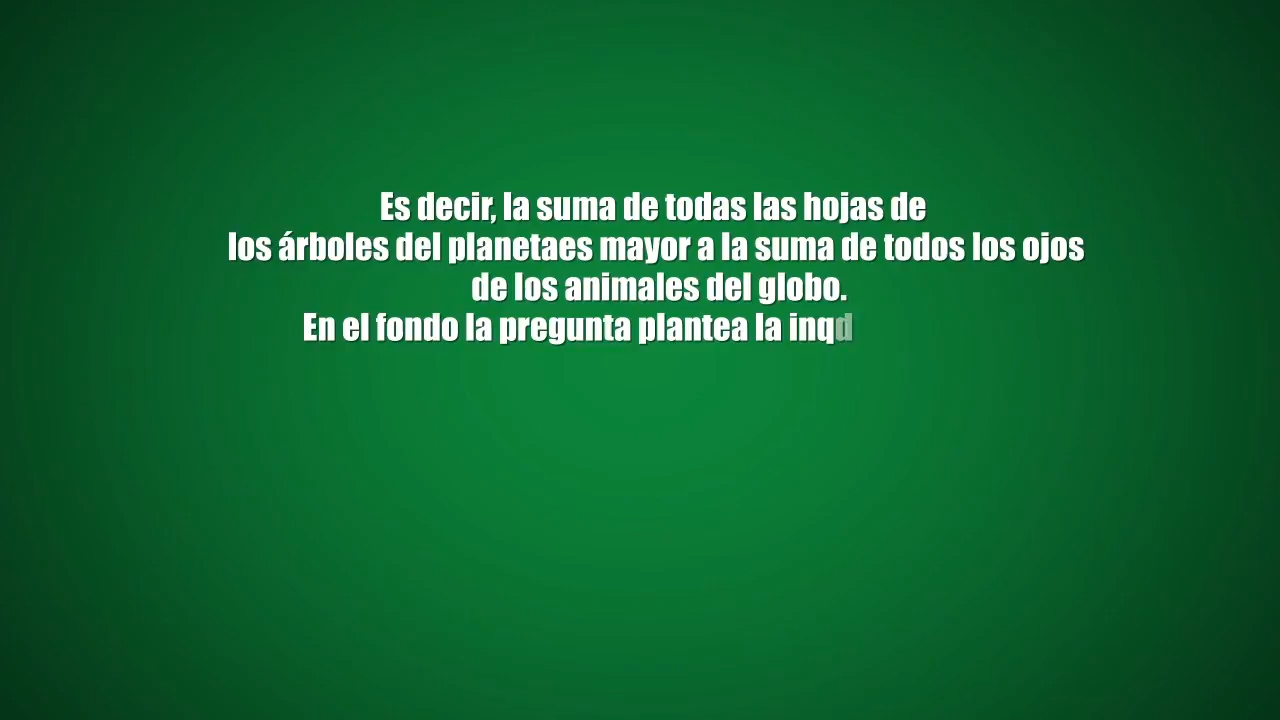 Es decir, la suma de todas las hojas de
los árboles del planetaes mayor a la suma de todos los ojos
de los animales del globo.
En el fondo la pregunta plantea la inqd